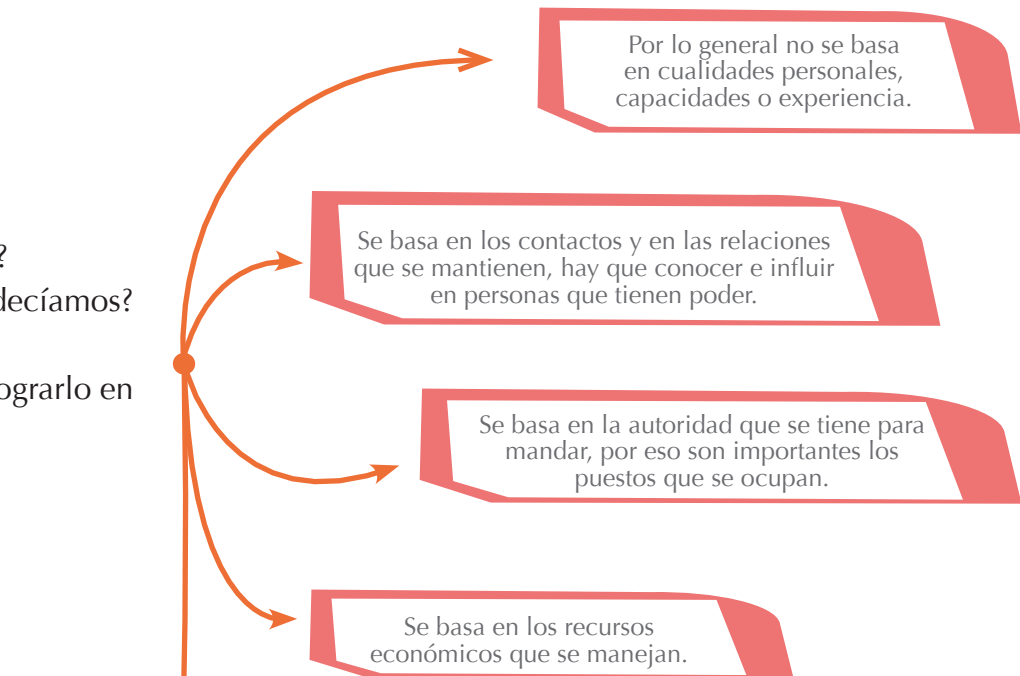 ?
decíamos?
ograrlo en
Por lo general no se basa
en cualidades personales,
capacidades o experiencia.
Se basa en los contactos y en las relaciones
que se mantienen, hay que conocer e influir
en personas que tienen poder.
Se basa en la autoridad que se tiene para
mandar, por eso son importantes los
puestos que se ocupan.
Se basa en los recursos
económicos que se manejan.